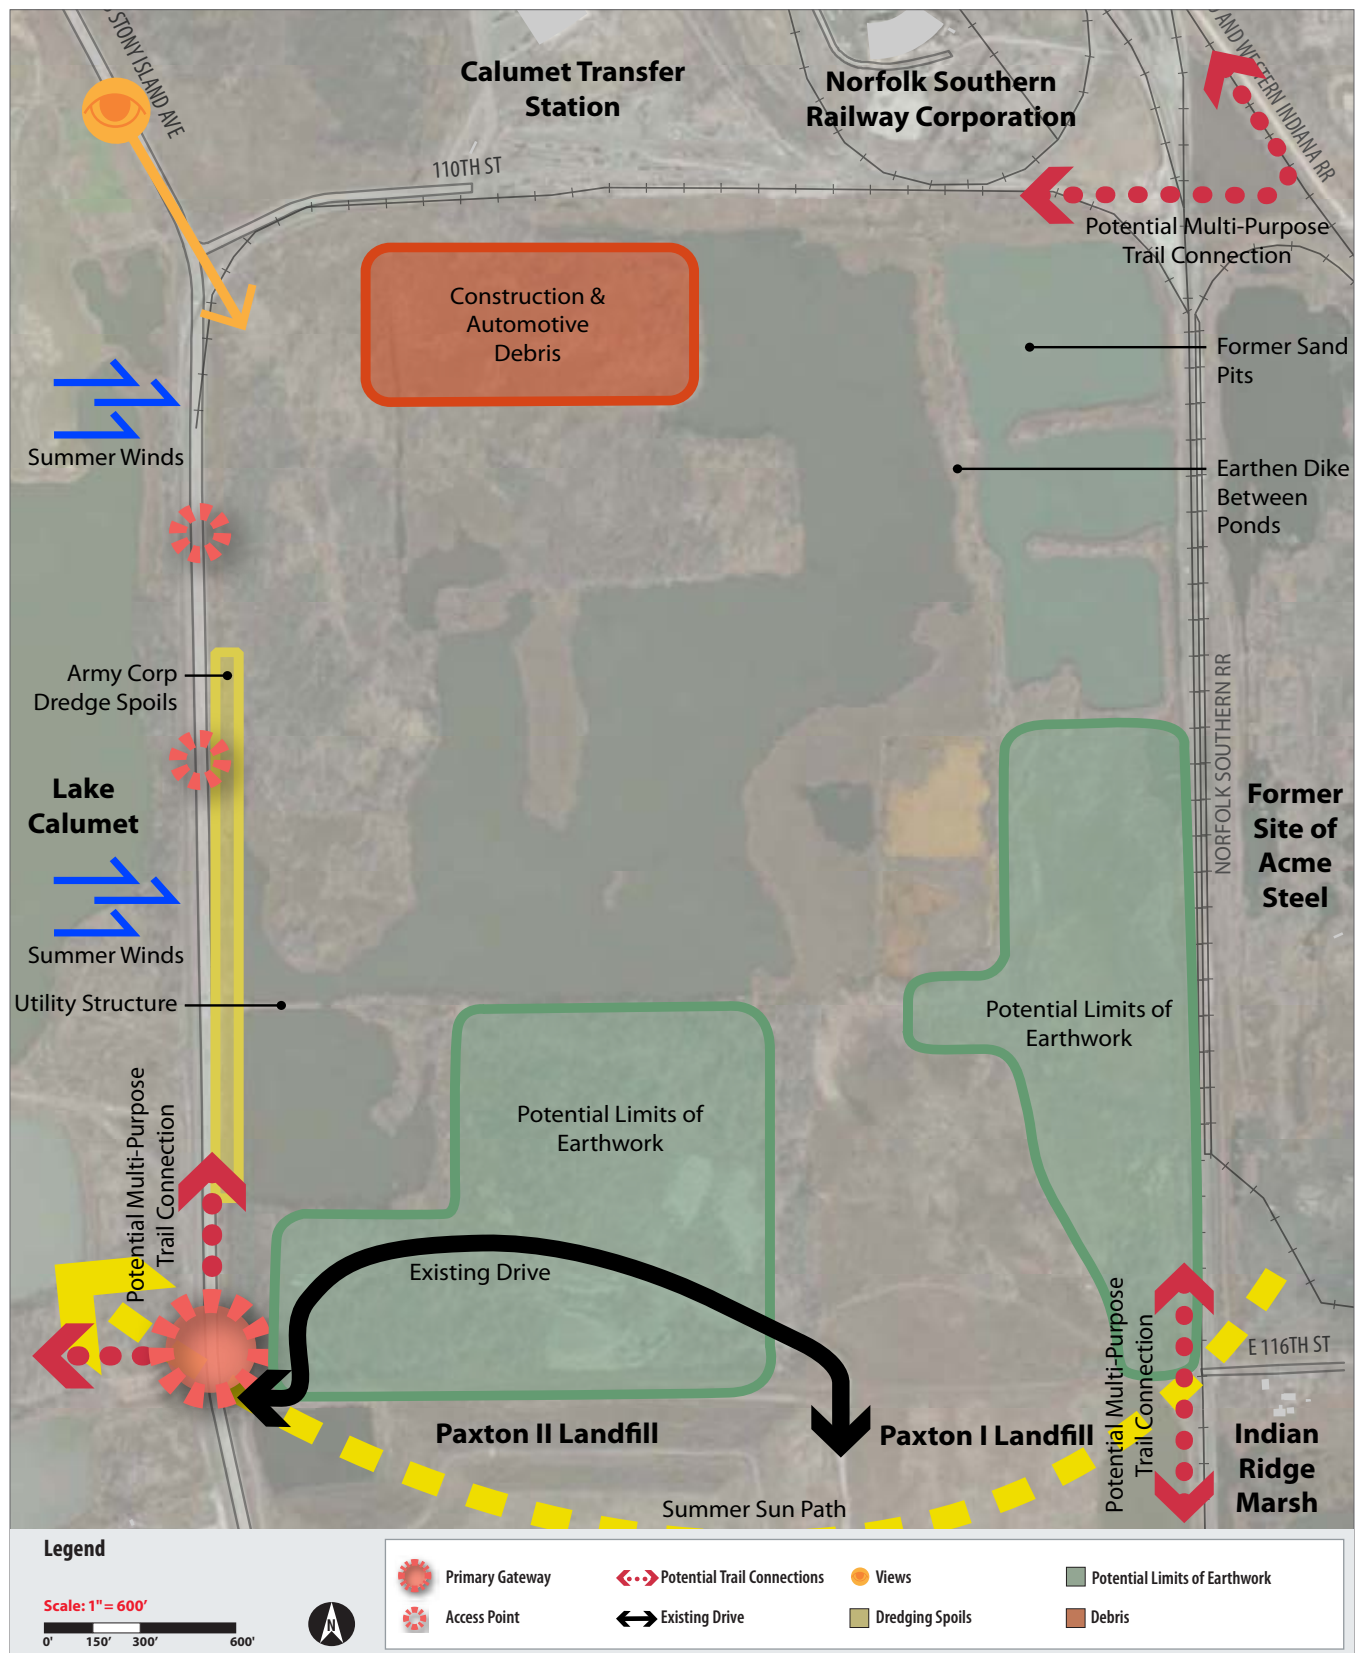 STONY ISLAND AVE
Calumet Transfer
Station
Norfolk Southern
Railway Corporation
AND WESTERN INDIANA RR
110TH ST
Potential Multi-Purpose
Trail Connection
Construction &
Automotive
Debris
Former Sand
Pits
Summer Winds
Earthen Dike
Between
Ponds
Army Corp
Dredge Spoils
NORFOLK SOUTHERN RR
Lake
Calumet
Former
Site of
Acme
Steel
Summer Winds
Utility Structure
Potential Limits of
Earthwork
Potential Limits of
Earthwork
Potential Multi-Purpose
Trail Connection
Existing Drive
Potential Multi-Purpose
Trail Connection
E 116TH ST
Paxton II Landfill
Paxton I Landfill
Indian
Ridge
Marsh
Summer Sun Path
Legend
Scale: 1" = 600'
0' 150' 300' 600'
N
Primary Gateway
Potential Trail Connections
Views
Potential Limits of Earthwork
Access Point
Existing Drive
Dredging Spoils
Debris